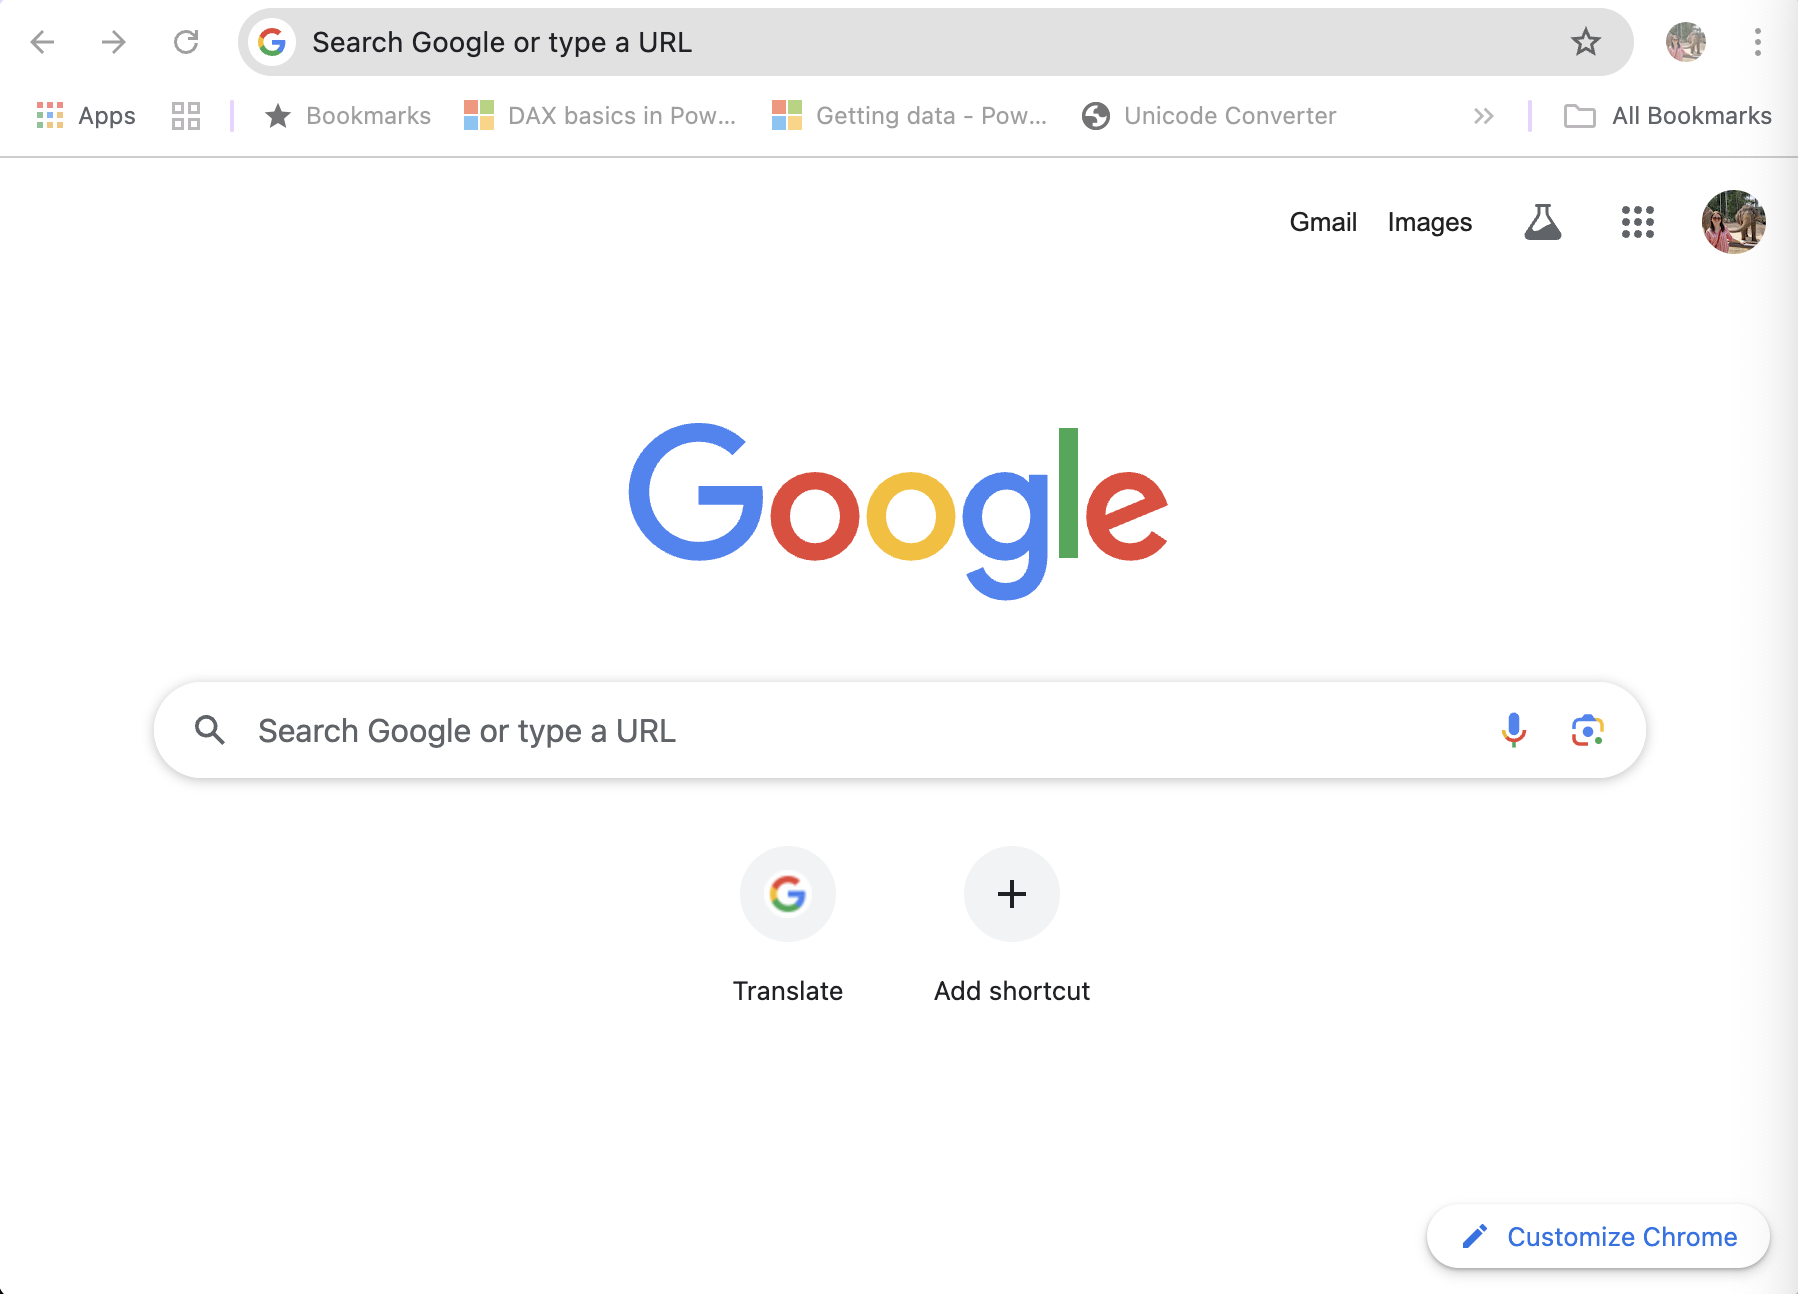 Search Google or type a URL
Apps Bookmarks DAX basics in Pow... Getting data - Pow... Unicode Converter All Bookmarks
Gmail Images
Google
Search Google or type a URL
Translate Add shortcut
Customize Chrome